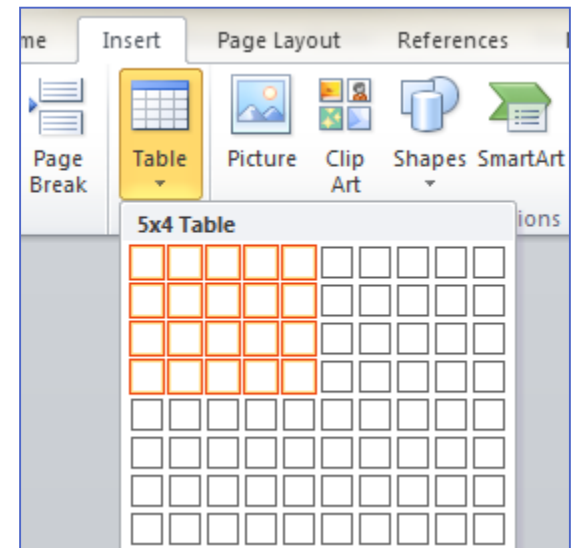 me Insert Page Layout References
Page Break Table Picture Clip Art Shapes SmartArt
ions
5x4 Table